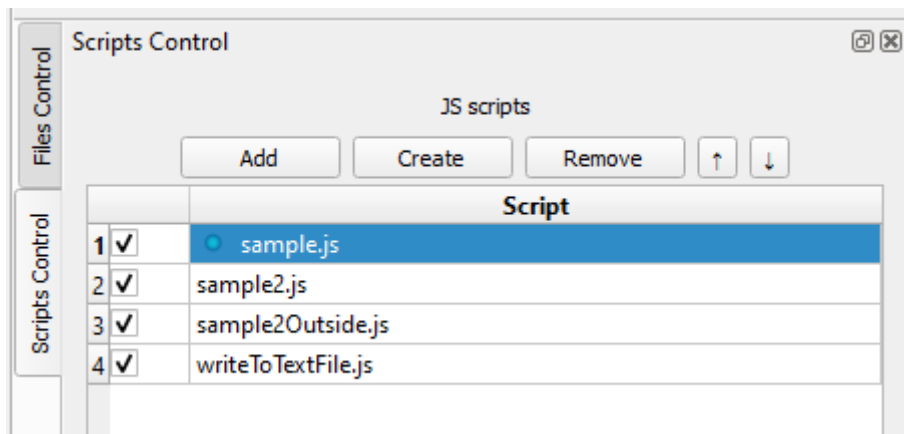 Scripts Control
Files Control
Scripts Control
JS scripts
Add Create Remove ↑ ↓
Script
1 sample.js
2 sample2.js
3 sample2Outside.js
4 writeToTextFile.js